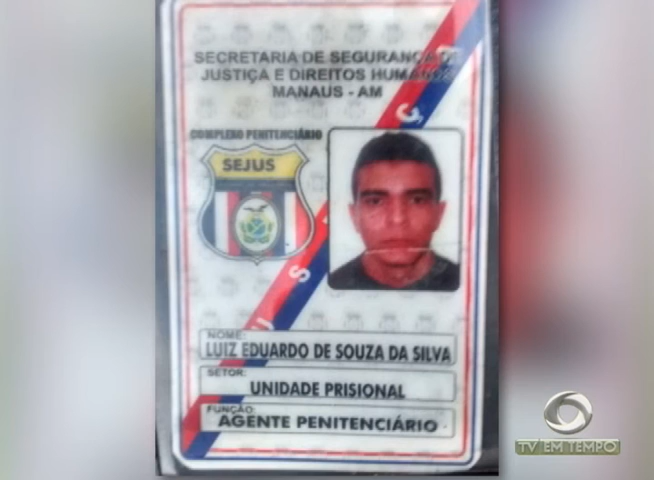 SECRETARIA DE SEGURANÇA
JUSTIÇA E DIREITOS HUMANOS
MANAUS - AM
COMPLEXO PENITENCIÁRIO
SEJUS
NOME:
LUIZ EDUARDO DE SOUZA DA SILVA
SETOR:
UNIDADE PRISIONAL
FUNÇÃO:
AGENTE PENITENCIÁRIO
TV EM TEMPO